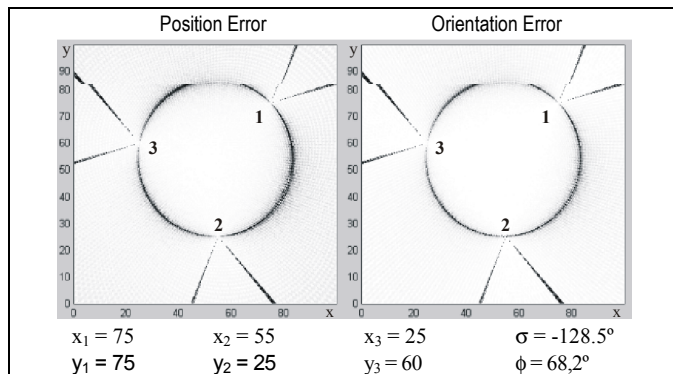 Position Error Orientation Error
y y
90 90
80 80
70 70
60 60
50 50
40 40
30 30
20 20
10 10
0 0
1 1
3 3
2 2
0 20 40 60 80 x 0 20 40 60 80 x
x1 = 75 x2 = 55 x3 = 25 σ = -128.5º
y1 = 75 y2 = 25 y3 = 60 ϕ = 68,2º